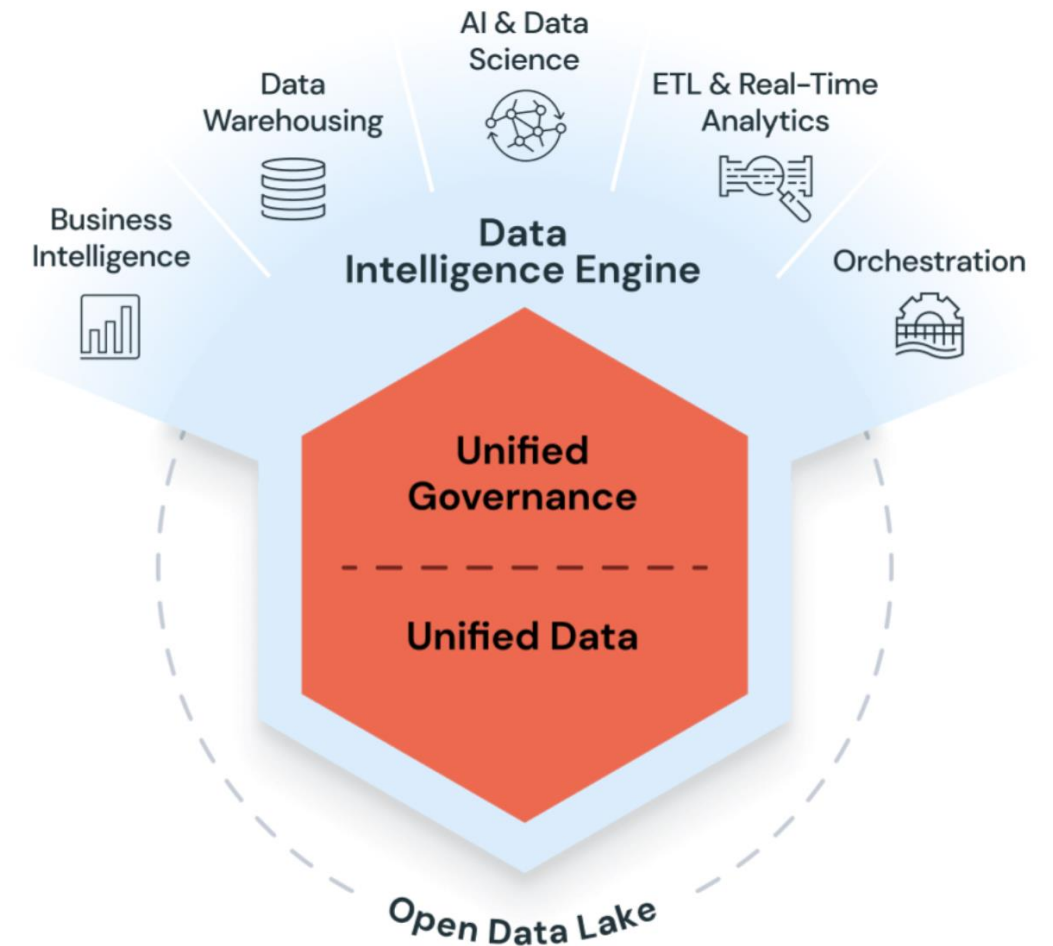 AI & Data
Science
Data
Warehousing
ETL & Real-Time
Analytics
Business
Intelligence
Data
Intelligence Engine
Orchestration
Unified
Governance
Unified Data
Open Data Lake